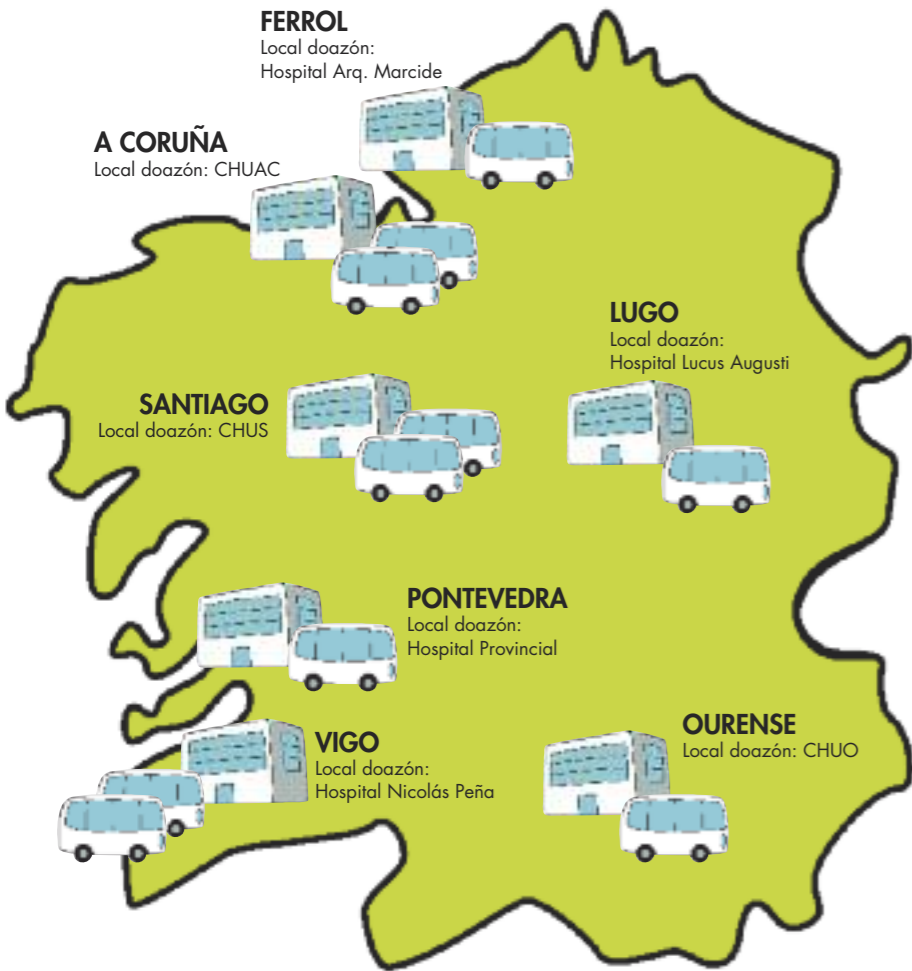 FERROL
Local doazón:
Hospital Arq. Marcide
A CORUÑA
Local doazón: CHUAC
LUGO
Local doazón:
Hospital Lucus Augusti
SANTIAGO
Local doazón: CHUS
PONTEVEDRA
Local doazón:
Hospital Provincial
VIGO
Local doazón:
Hospital Nicolás Peña
OURENSE
Local doazón: CHUO